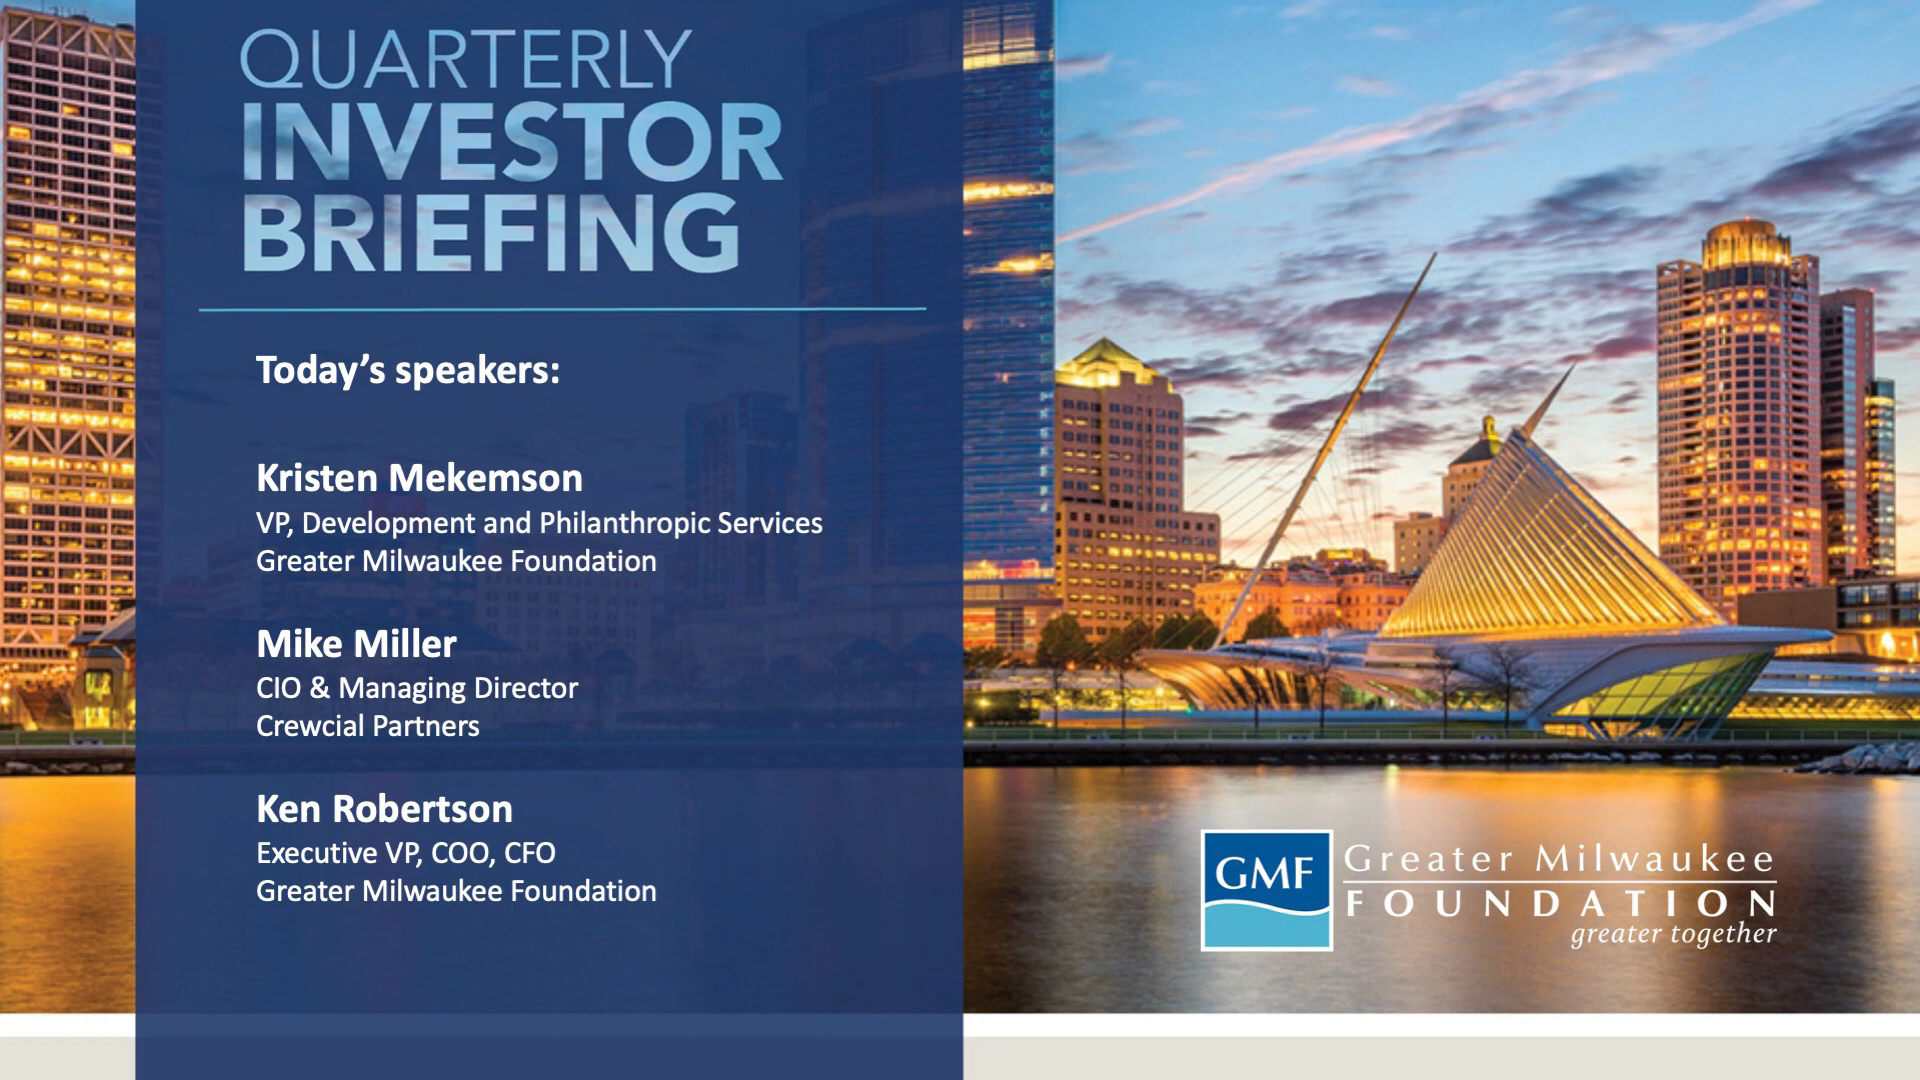 QUARTERLY
INVESTOR
BRIEFING
Today’s speakers:
Kristen Mekemson
VP, Development and Philanthropic Services
Greater Milwaukee Foundation
Mike Miller
CIO & Managing Director
Crewcial Partners
Ken Robertson
Executive VP, COO, CFO
Greater Milwaukee Foundation
GMF
Greater Milwaukee
FOUNDATION
greater together